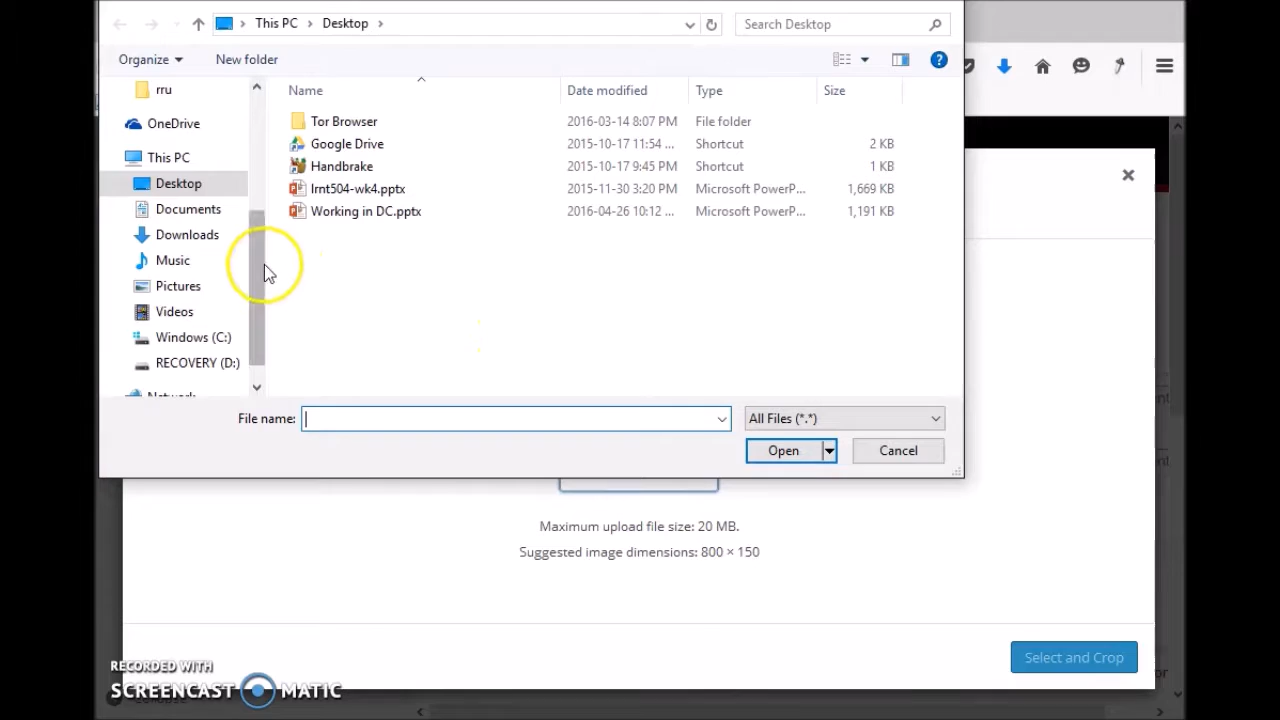 This PC > Desktop >
Search Desktop
Organize
New folder
Name
Date modified
Type
Size
rru
OneDrive
This PC
Desktop
Documents
Downloads
Music
Pictures
Videos
Windows (C:)
RECOVERY (D:)
Network
Tor Browser 2016-03-14 8:07 PM File folder
Google Drive 2015-10-17 11:54 ... Shortcut 2 KB
Handbrake 2015-10-17 9:45 PM Shortcut 1 KB
lrnt504-wk4.pptx 2015-11-30 3:20 PM Microsoft PowerP... 1,669 KB
Working in DC.pptx 2016-04-26 10:12 ... Microsoft PowerP... 1,191 KB
File name:
All Files (*.*)
Open
Cancel
Maximum upload file size: 20 MB.
Suggested image dimensions: 800 × 150
Select and Crop
RECORDED WITH
SCREENCAST MATIC